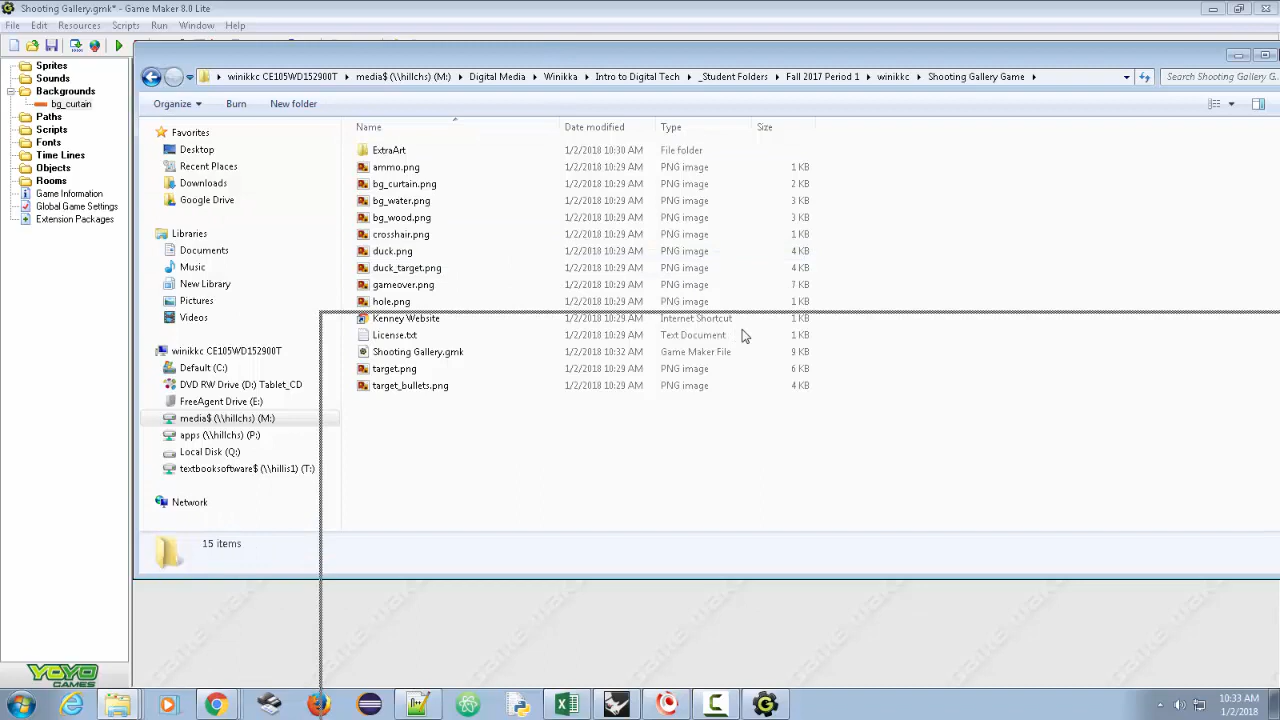 Shooting Gallery.gmk* - Game Maker 8.0 Lite
File Edit Resources Scripts Run Window Help
Sprites
Sounds
Backgrounds
bg_curtain
Paths
Scripts
Fonts
Time Lines
Objects
Rooms
Game Information
Global Game Settings
Extension Packages
YOYO
GAMES
winikkc CE105WD152900T media$ (\\hillchs) (M:) Digital Media Winikka Intro to Digital Tech _Student Folders Fall 2017 Perio winikkc Shooting Gallery Game Search Shooting Gallery G...
Organize Burn New folder
Favorites
Desktop
Recent Places
Downloads
Google Drive
Libraries
Documents
Music
New Library
Pictures
Videos
winikkc CE105WD152900T
Default (C:)
DVD RW Drive (D:) Tablet_CD
FreeAgent Drive (E:)
media$ (\\hillchs) (M:)
apps (\\hillchs) (P:)
Local Disk (Q:)
textbooksoftware$ (\\hillis1) (T:)
Network
Name Date modified Type Size
ExtraArt 1/2/2018 10:30 AM File folder
ammo.png 1/2/2018 10:29 AM PNG image 1 KB
bg_curtain.png 1/2/2018 10:29 AM PNG image 2 KB
bg_water.png 1/2/2018 10:29 AM PNG image 3 KB
bg_wood.png 1/2/2018 10:29 AM PNG image 3 KB
crosshair.png 1/2/2018 10:29 AM PNG image 1 KB
duck.png 1/2/2018 10:29 AM PNG image 4 KB
duck_target.png 1/2/2018 10:29 AM PNG image 4 KB
gameover.png 1/2/2018 10:29 AM PNG image 7 KB
hole.png 1/2/2018 10:29 AM PNG image 1 KB
Kenney Website 1/2/2018 10:29 AM Internet Shortcut 1 KB
License.txt 1/2/2018 10:29 AM Text Document 1 KB
Shooting Gallery.gmk 1/2/2018 10:32 AM Game Maker File 9 KB
target.png 1/2/2018 10:29 AM PNG image 6 KB
target_bullets.png 1/2/2018 10:29 AM PNG image 4 KB
15 items
10:33 AM
1/2/2018